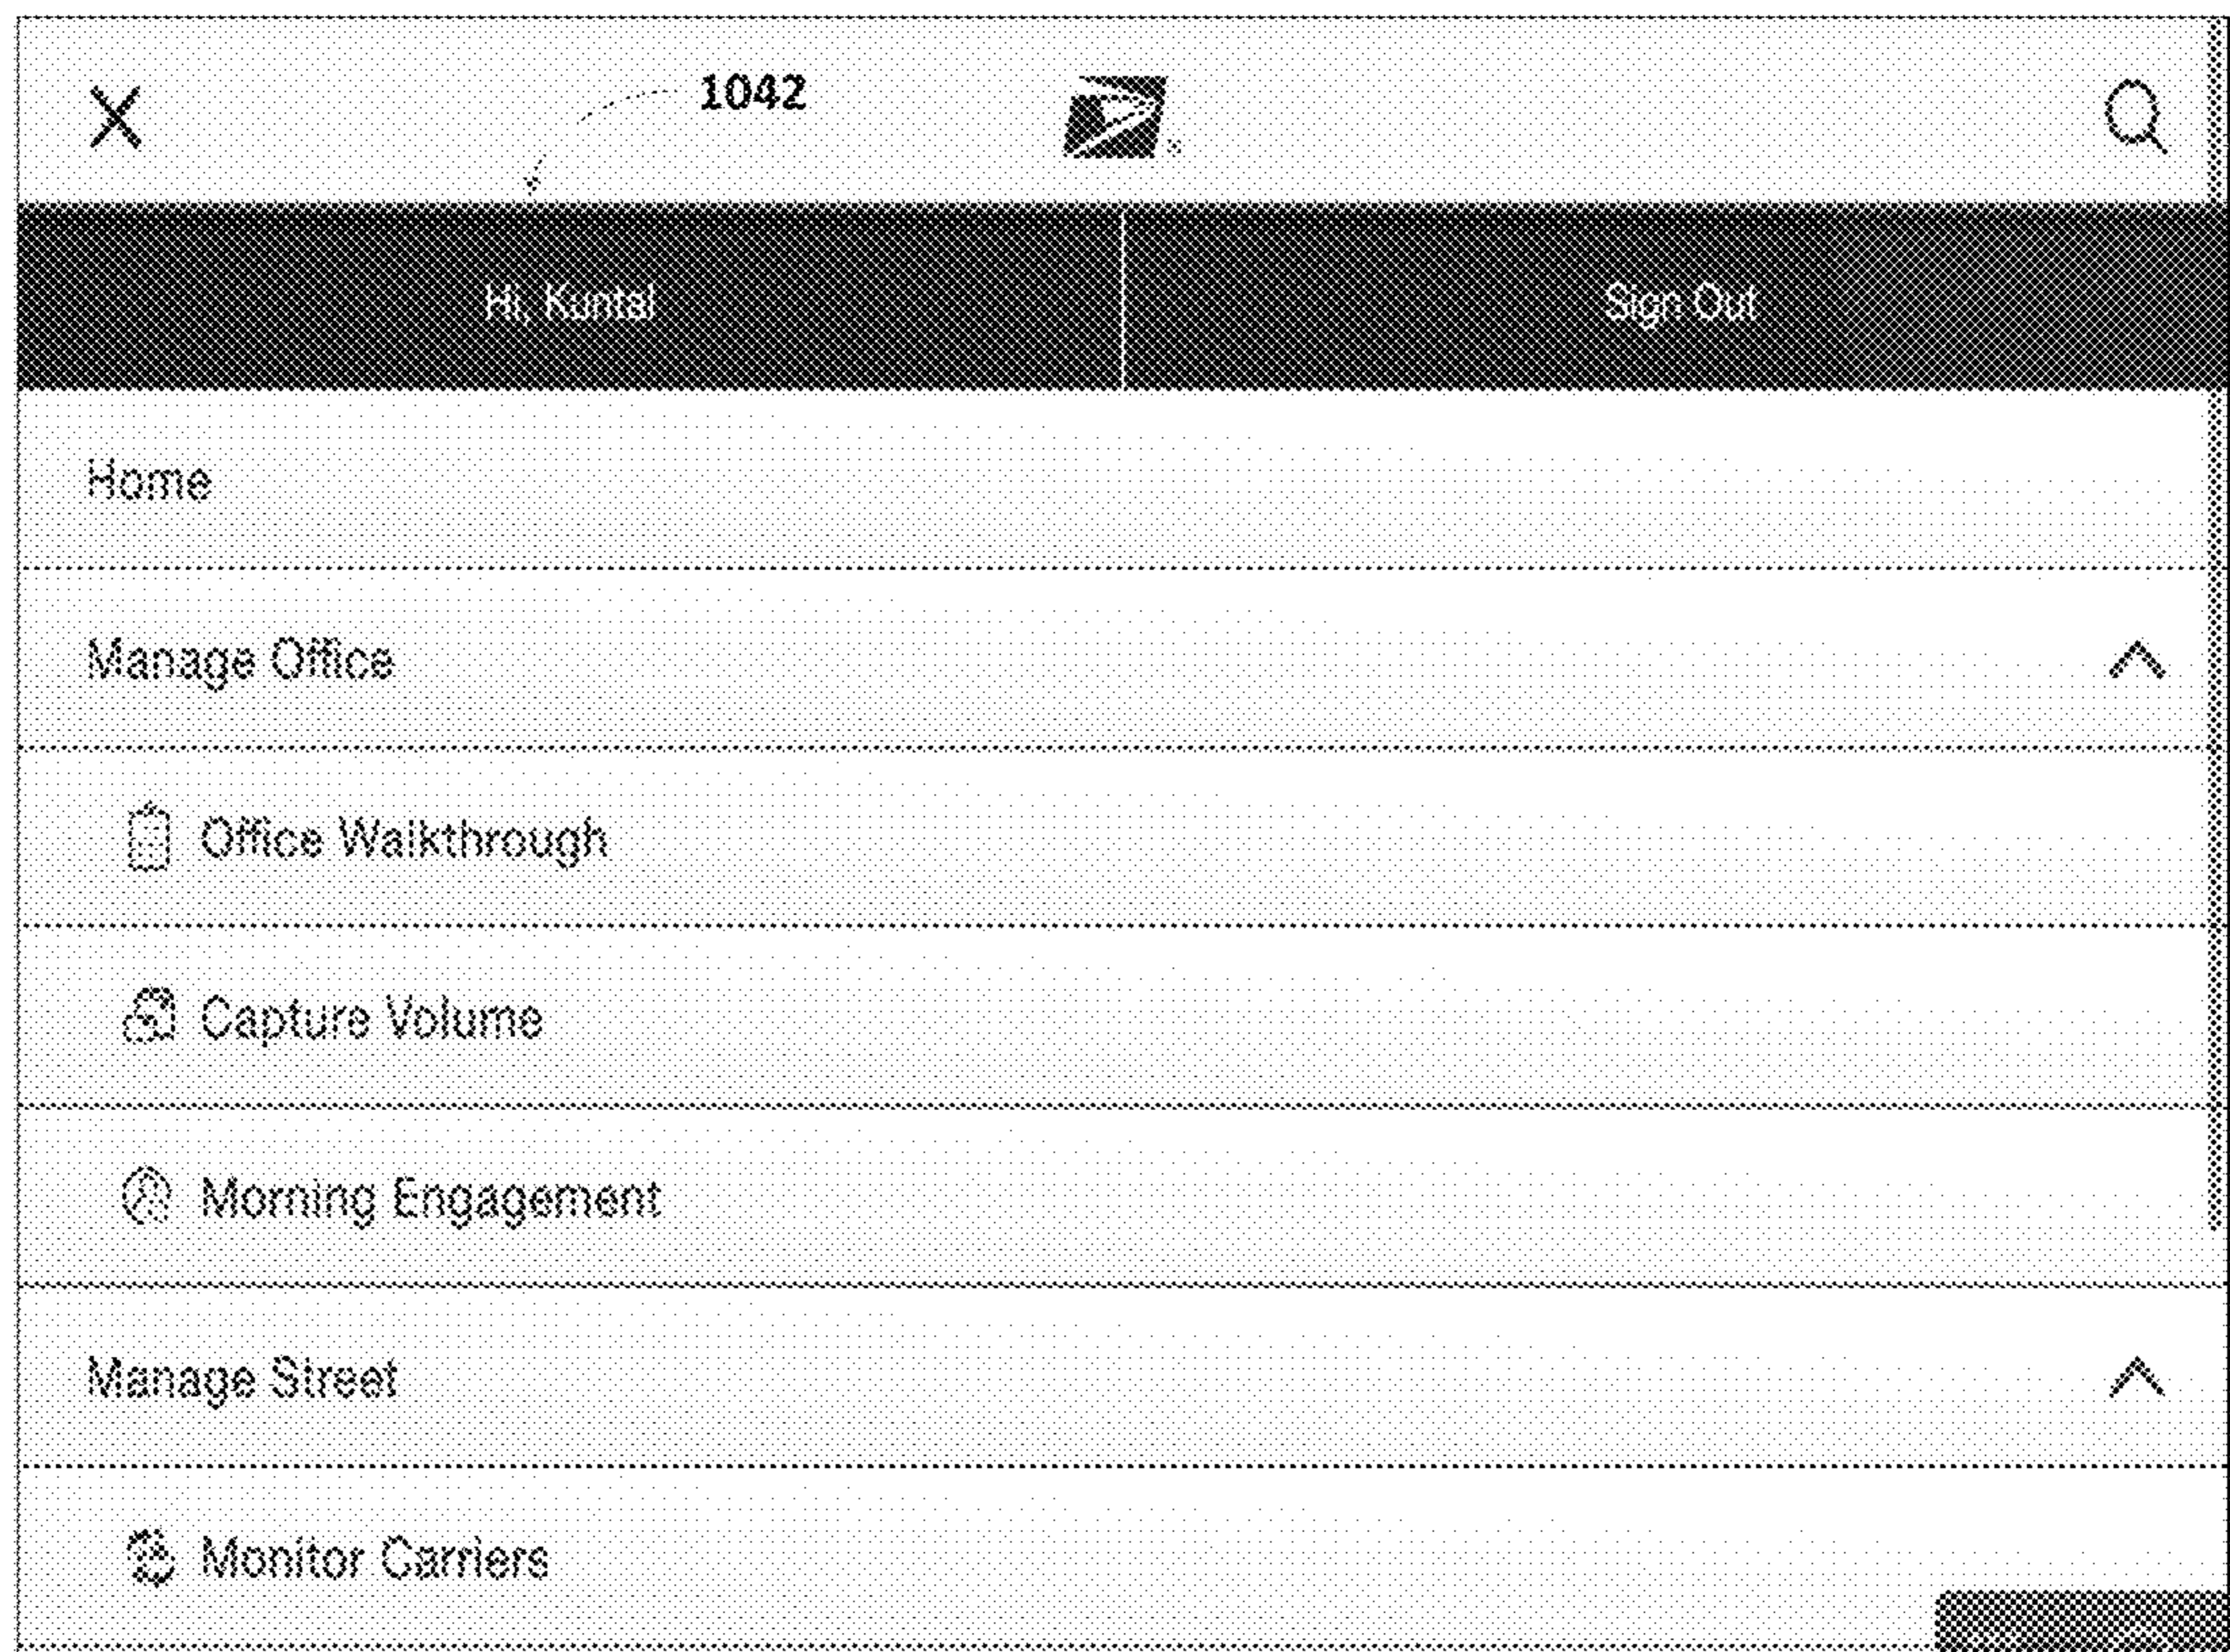 1042
Hi, Kuntal
Sign Out
Home
Manage Office
Office Walkthrough
Capture Volume
Morning Engagement
Manage Street
Monitor Carriers